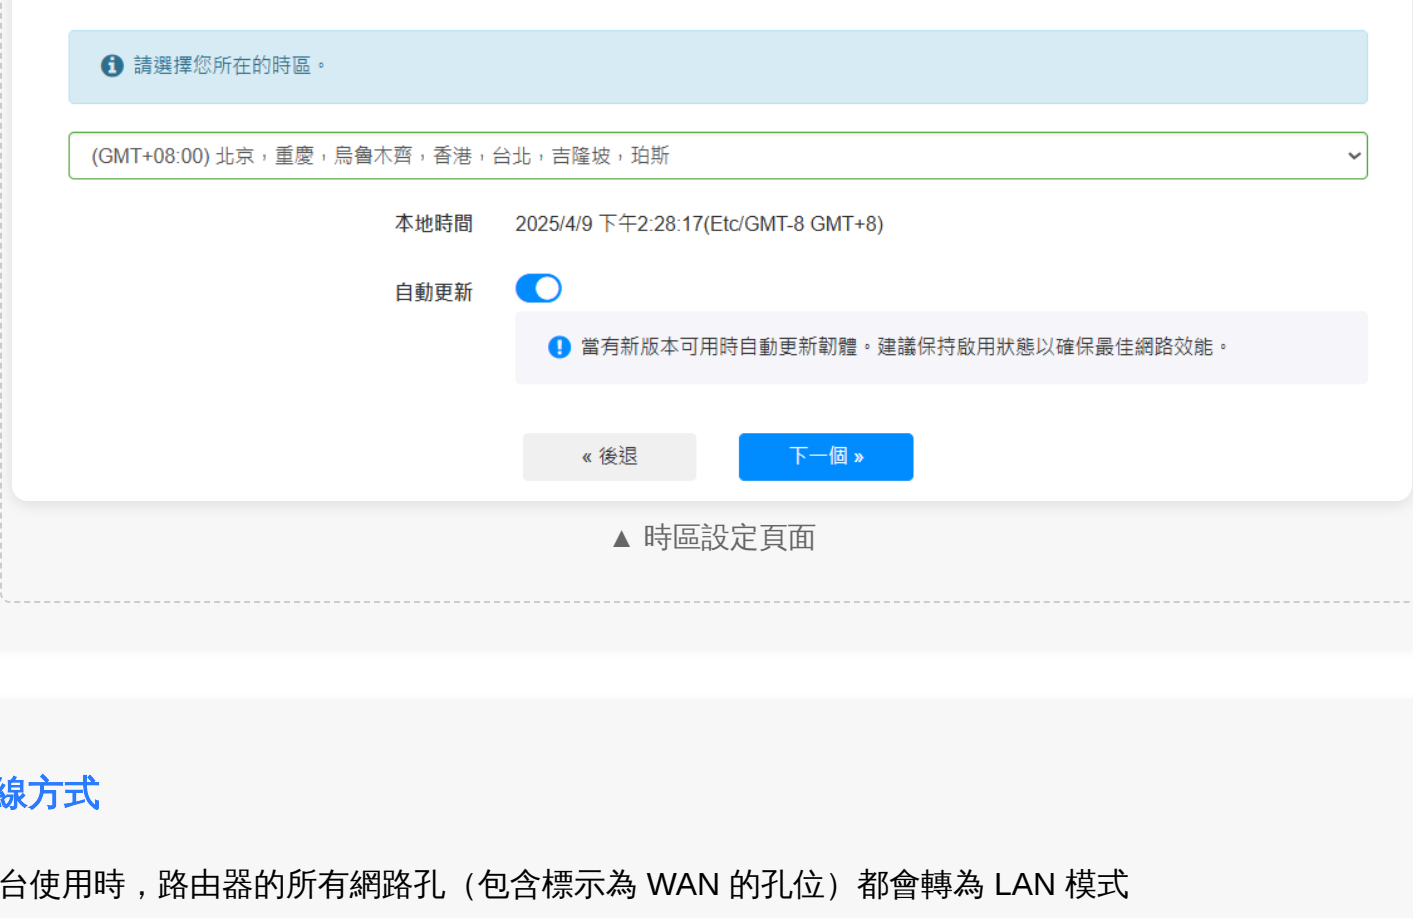 請選擇您所在的時區。
(GMT+08:00) 北京，重慶，烏魯木齊，香港，台北，吉隆坡，珀斯
本地時間 2025/4/9 下午2:28:17(Etc/GMT-8 GMT+8)
自動更新
當有新版本可用時自動更新韌體。建議保持啟用狀態以確保最佳網路效能。
« 後退 下一個 »
▲ 時區設定頁面
線方式
台使用時，路由器的所有網路孔（包含標示為 WAN 的孔位）都會轉為 LAN 模式